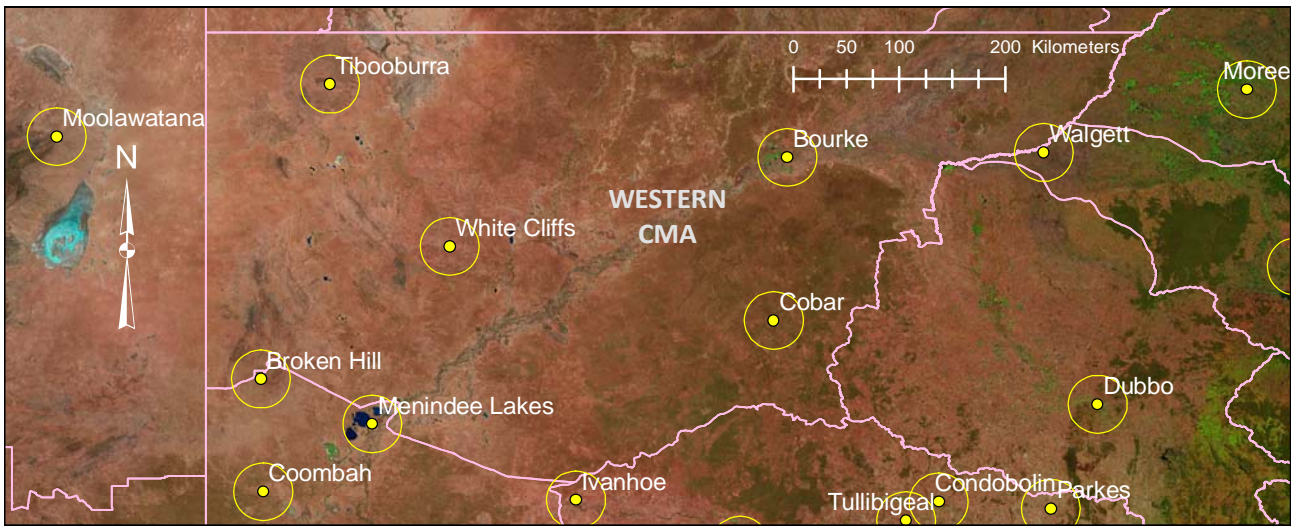 0 50 100 200 Kilometers
Tibooburra
Moree
Moolawatana
N
Bourke
Walgett
WESTERN
CMA
White Cliffs
Cobar
Broken Hill
Dubbo
Menindee Lakes
Coombah
Ivanhoe
Condobolin
Parkes
Tullibigeal